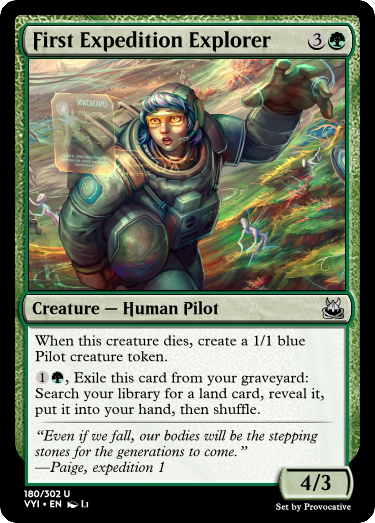 First Expedition Explorer 3
UNKNOWN
Creature — Human Pilot
When this creature dies, create a 1/1 blue
Pilot creature token.
1, Exile this card from your graveyard:
Search your library for a land card, reveal it,
put it into your hand, then shuffle.
“Even if we fall, our bodies will be the stepping
stones for the generations to come.”
—Paige, expedition 1
4/3
180/302 U
VYI • EN Li
Set by Provocative